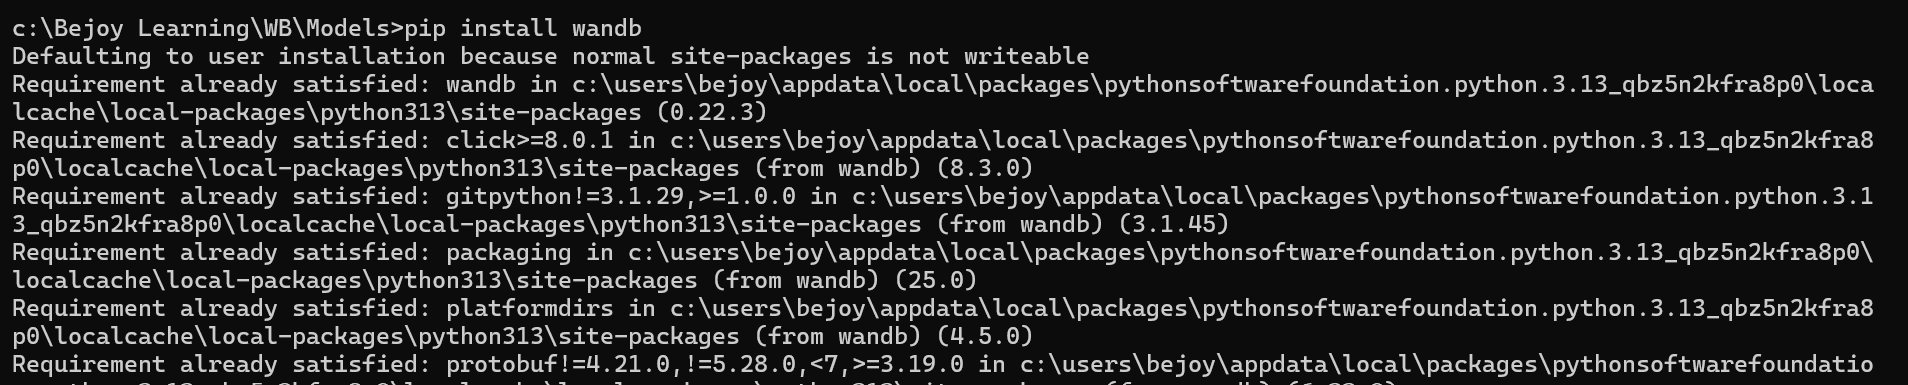 c:\Bejoy Learning\WB\Models>pip install wandb
Defaulting to user installation because normal site-packages is not writeable
Requirement already satisfied: wandb in c:\users\bejoy\appdata\local\packages\pythonsoftwarefoundation.python.3.13_qbz5n2kfra8p0\loca
lcache\local-packages\python313\site-packages (0.22.3)
Requirement already satisfied: click>=8.0.1 in c:\users\bejoy\appdata\local\packages\pythonsoftwarefoundation.python.3.13_qbz5n2kfra8
p0\localcache\local-packages\python313\site-packages (from wandb) (8.3.0)
Requirement already satisfied: gitpython!=3.1.29,>=1.0.0 in c:\users\bejoy\appdata\local\packages\pythonsoftwarefoundation.python.3.1
3_qbz5n2kfra8p0\localcache\local-packages\python313\site-packages (from wandb) (3.1.45)
Requirement already satisfied: packaging in c:\users\bejoy\appdata\local\packages\pythonsoftwarefoundation.python.3.13_qbz5n2kfra8p0\
localcache\local-packages\python313\site-packages (from wandb) (25.0)
Requirement already satisfied: platformdirs in c:\users\bejoy\appdata\local\packages\pythonsoftwarefoundation.python.3.13_qbz5n2kfra8
p0\localcache\local-packages\python313\site-packages (from wandb) (4.5.0)
Requirement already satisfied: protobuf!=4.21.0,!=5.28.0,<7,>=3.19.0 in c:\users\bejoy\appdata\local\packages\pythonsoftwarefoundatio